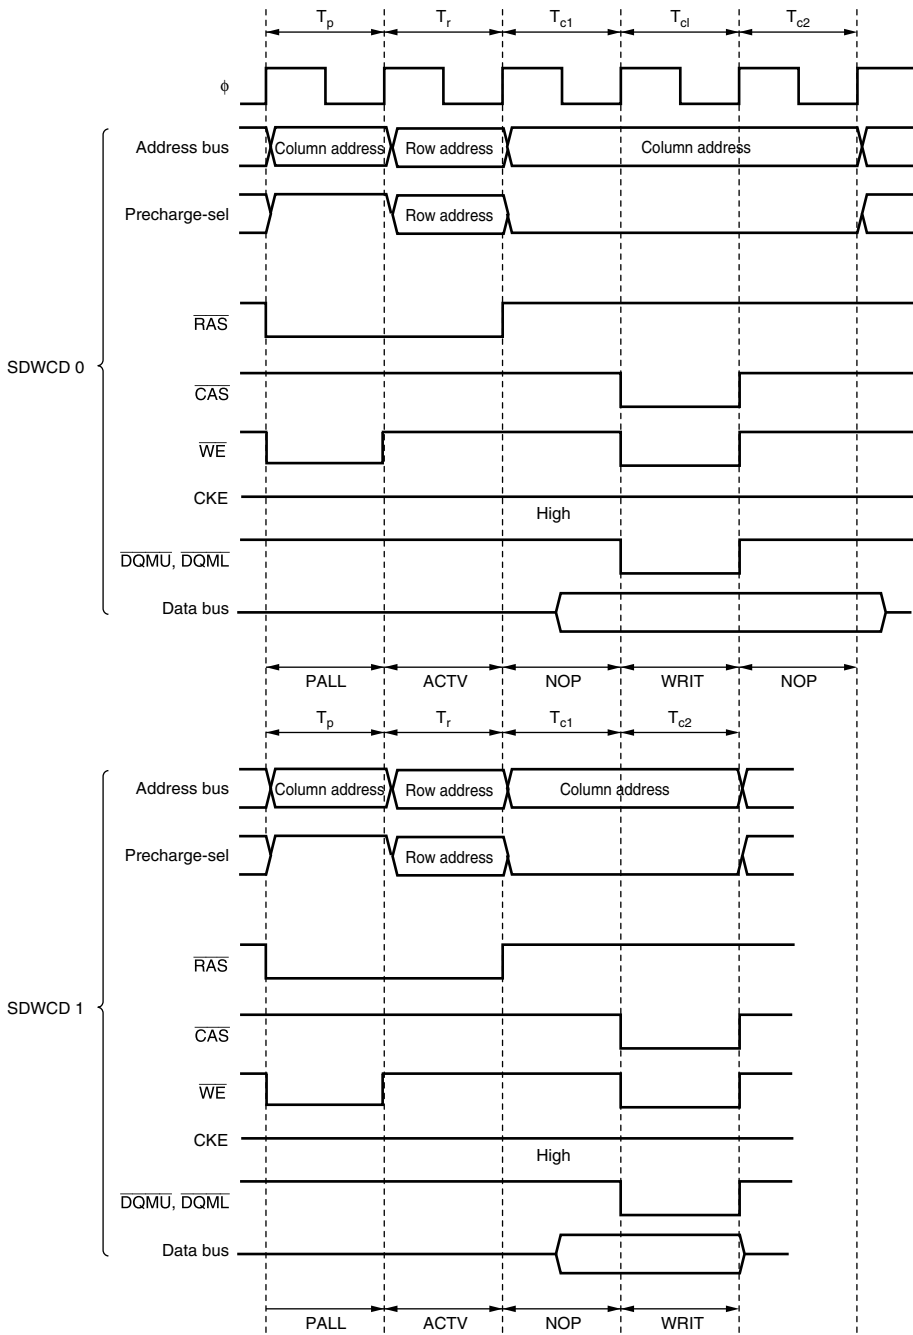 Tp Tr Tc1 Tcl Tc2
ϕ
Address bus Column address Row address Column address
Precharge-sel Row address
RAS
SDWCD 0
CAS
WE
CKE
High
DQMU, DQML
Data bus
PALL ACTV NOP WRIT NOP
Tp Tr Tc1 Tc2
Address bus Column address Row address Column address
Precharge-sel Row address
RAS
SDWCD 1
CAS
WE
CKE
High
DQMU, DQML
Data bus
PALL ACTV NOP WRIT